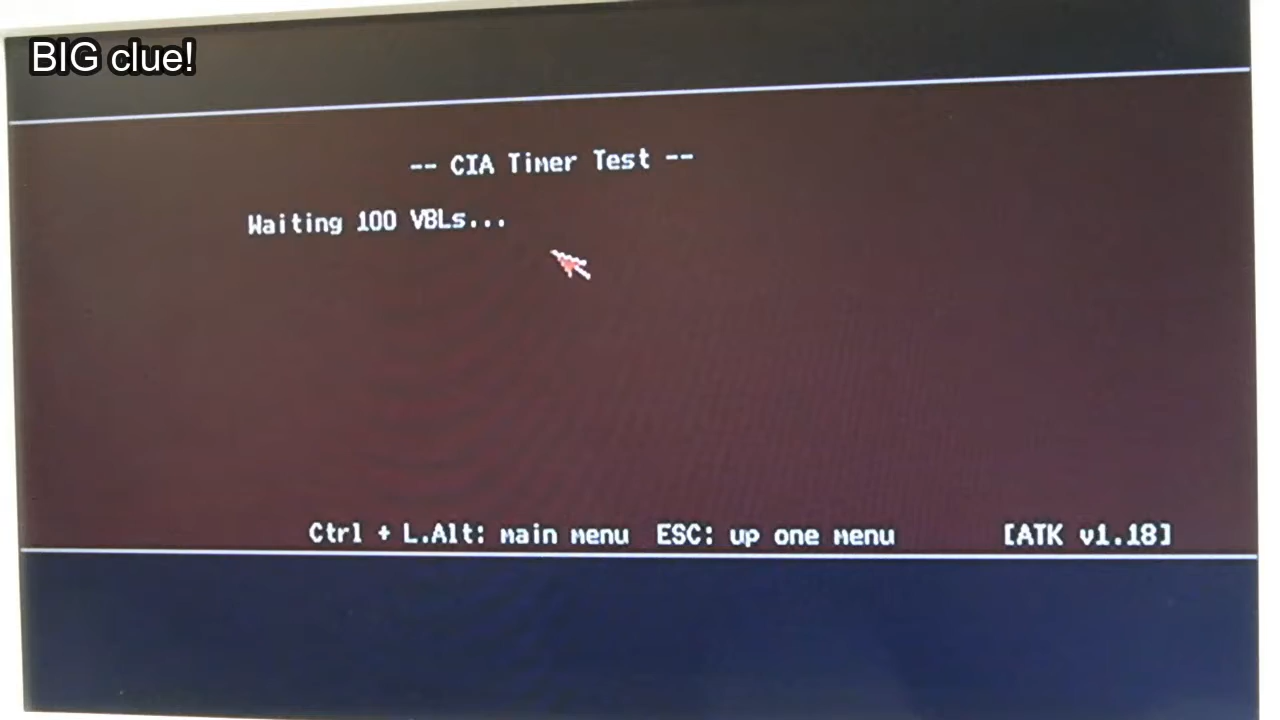 BIG clue!
-- CIA Timer Test --
Waiting 100 VBLs...
Ctrl + L.Alt: main menu ESC: up one menu [ATK v1.18]